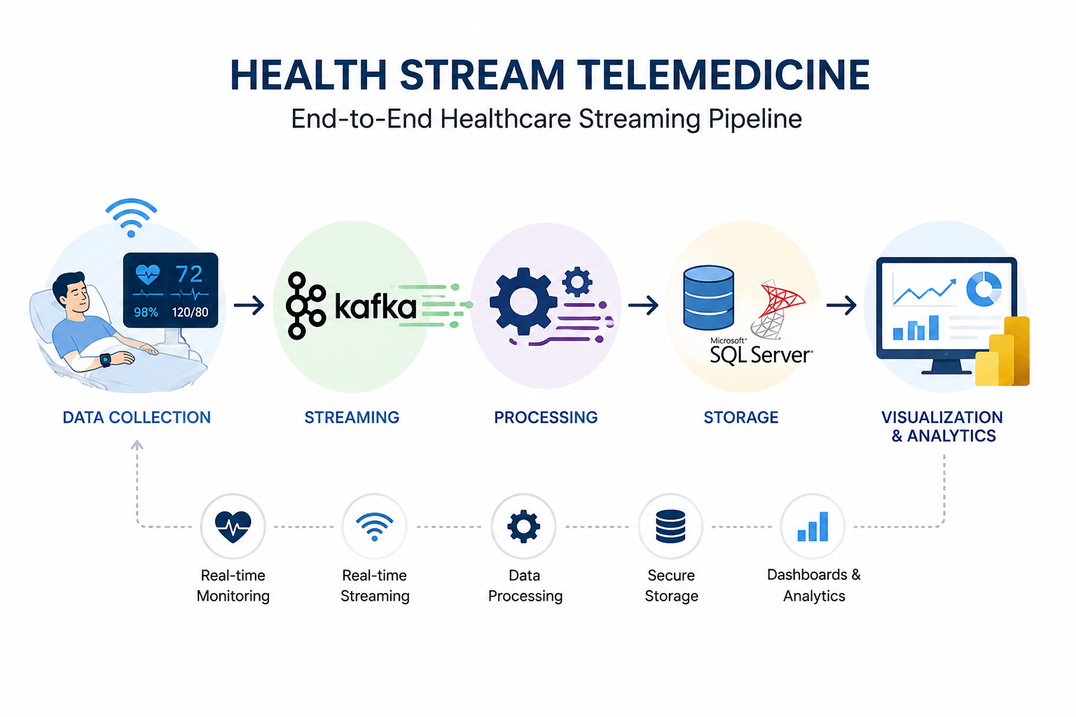 HEALTH STREAM TELEMEDICINE
End-to-End Healthcare Streaming Pipeline
72
98% 120/80
kafka
Microsoft®
SQL Server®
DATA COLLECTION
STREAMING
PROCESSING
STORAGE
VISUALIZATION
& ANALYTICS
Real-time
Monitoring
Real-time
Streaming
Data
Processing
Secure
Storage
Dashboards &
Analytics